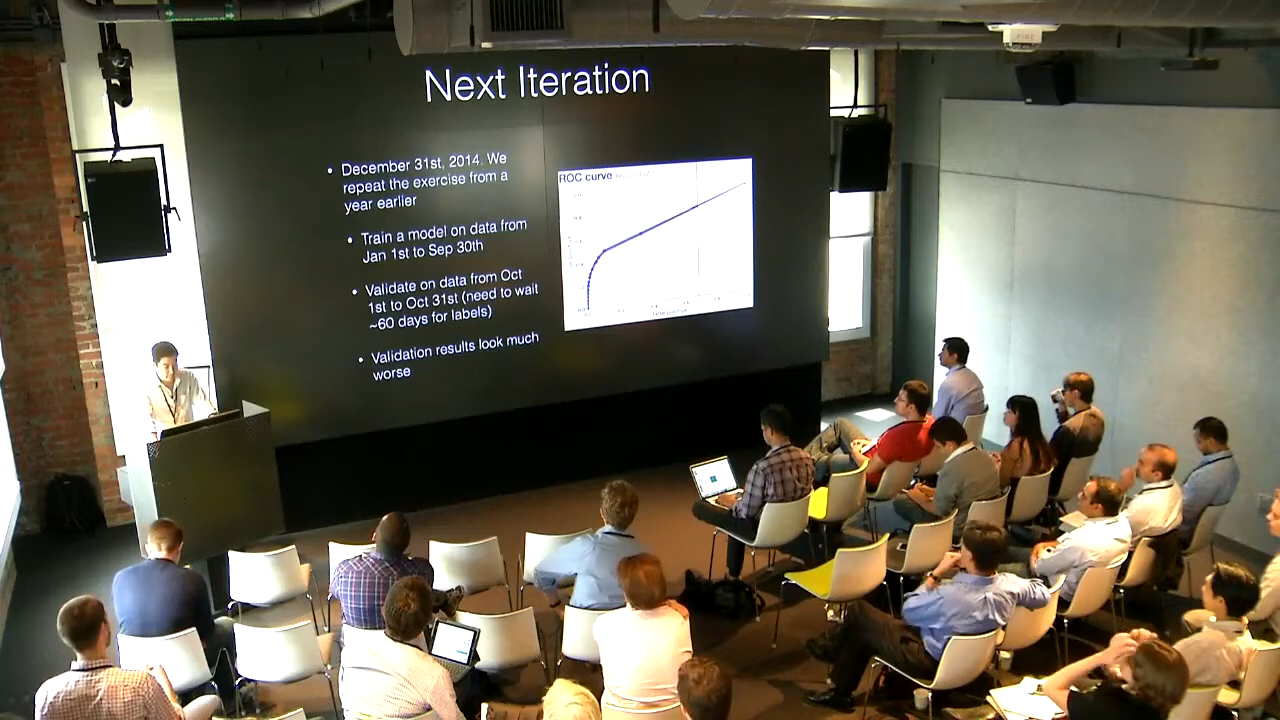 Next Iteration
• December 31st, 2014. We
repeat the exercise from a
year earlier
• Train a model on data from
Jan 1st to Sep 30th
• Validate on data from Oct
1st to Oct 31st (need to wait
~60 days for labels)
• Validation results look much
worse
ROC curve